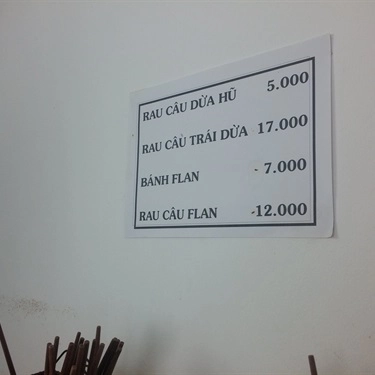 RAU CÂU DỪA HŨ 5.000
RAU CÂU TRÁI DỪA 17.000
BÁNH FLAN - 7.000
RAU CÂU FLAN -12.000